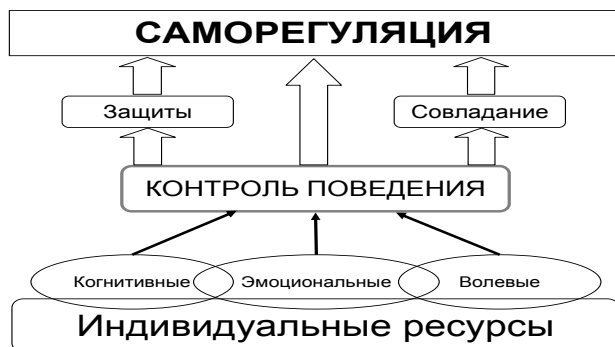 САМОРЕГУЛЯЦИЯ
Защиты
Совладание
КОНТРОЛЬ ПОВЕДЕНИЯ
Когнитивные
Эмоциональные
Волевые
Индивидуальные ресурсы